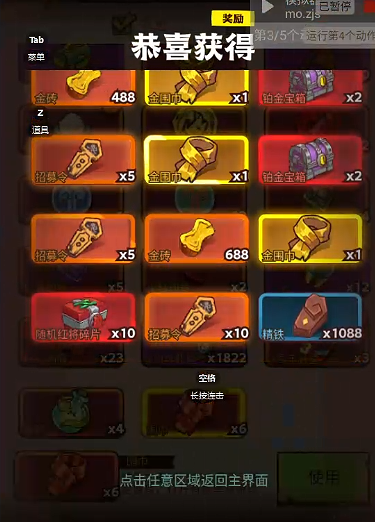 奖励
已暂停
mo.zjs
恭喜获得
第3/5个动
运行第4个动作
Tab
菜单
金砖 488
金围巾 x1
铂金宝箱 x2
z
道具
招募令 x5
金围巾 x1
铂金宝箱 x2
招募令 x5
金砖 688
金围巾 x1
随机红将碎片 x10
招募令 x10
精铁 x1088
x23
x1822
空格
长按连击
x4
x6
点击任意区域返回主界面
使用
x6